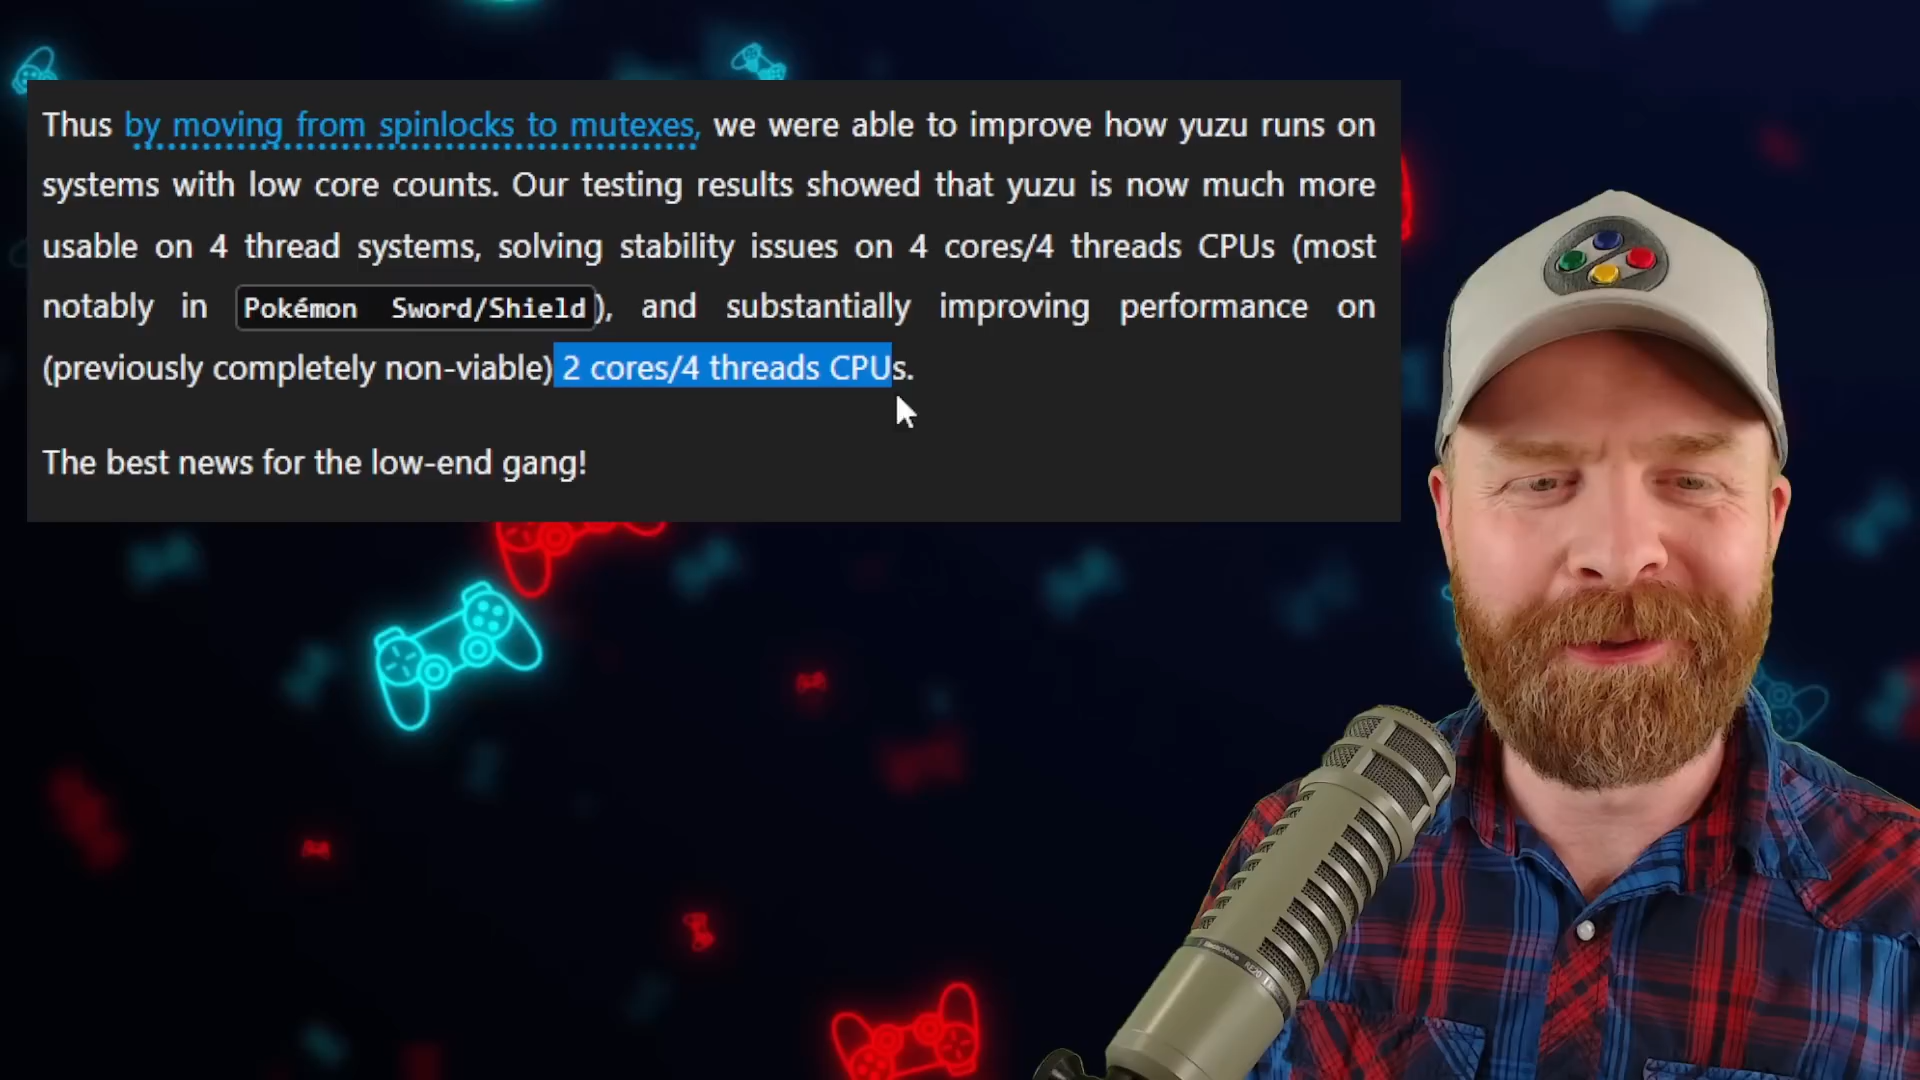 Thus by moving from spinlocks to mutexes, we were able to improve how yuzu runs on
systems with low core counts. Our testing results showed that yuzu is now much more
usable on 4 thread systems, solving stability issues on 4 cores/4 threads CPUs (most
notably in Pokémon Sword/Shield), and substantially improving performance on
(previously completely non-viable) 2 cores/4 threads CPUs.
The best news for the low-end gang!